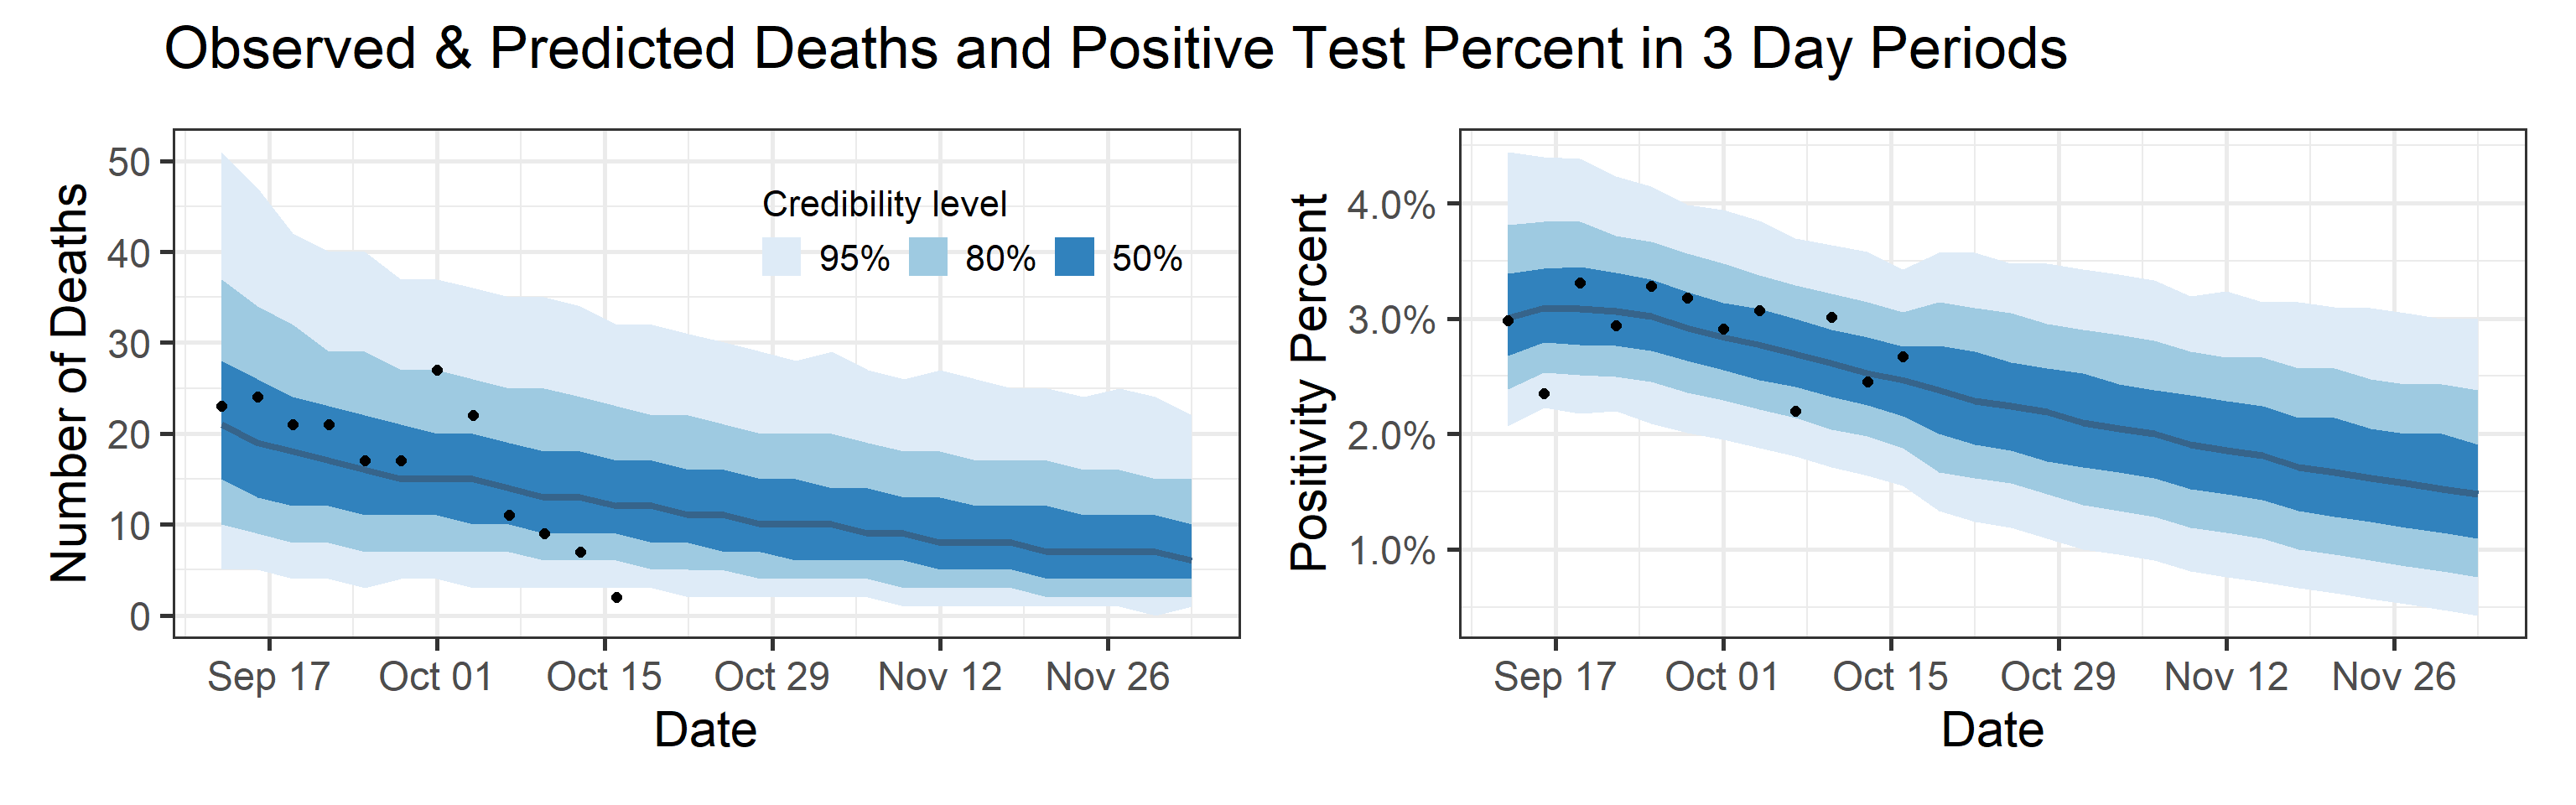 Observed & Predicted Deaths and Positive Test Percent in 3 Day Periods
Number of Deaths
50
40
30
20
10
0
Credibility level
95% 80% 50%
Sep 17 Oct 01 Oct 15 Oct 29 Nov 12 Nov 26
Date
Positivity Percent
4.0%
3.0%
2.0%
1.0%
Sep 17 Oct 01 Oct 15 Oct 29 Nov 12 Nov 26
Date